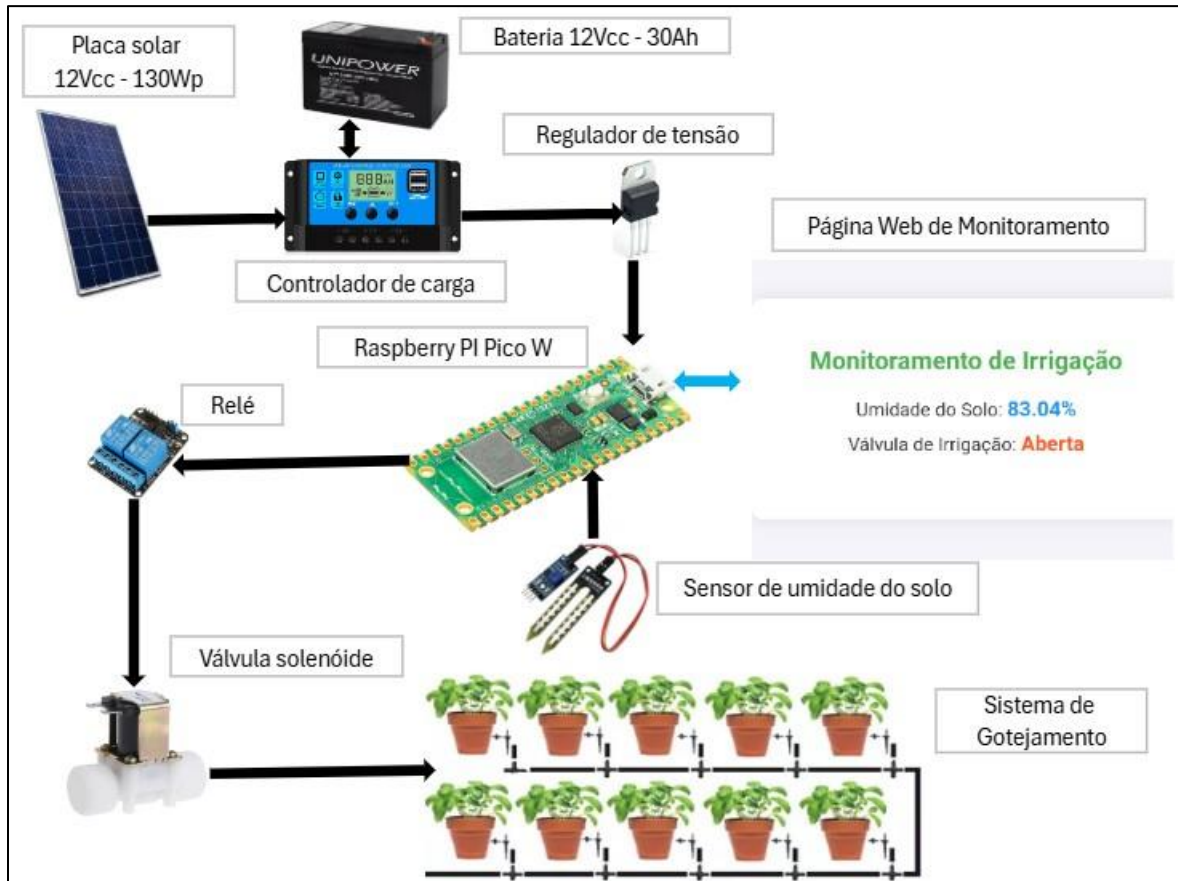 Placa solar
12Vcc - 130Wp
Bateria 12Vcc - 30Ah
UNIPOWER
Regulador de tensão
888
Controlador de carga
Página Web de Monitoramento
Raspberry PI Pico W
Monitoramento de Irrigação
Umidade do Solo: 83.04%
Válvula de Irrigação: Aberta
Relé
Sensor de umidade do solo
Válvula solenóide
Sistema de
Gotejamento